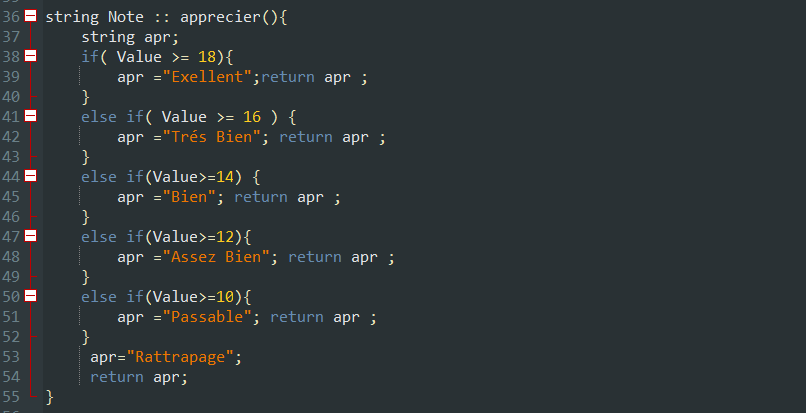 36 string Note :: apprecier(){
37 string apr;
38 if( Value >= 18){
39 apr ="Exellent";return apr ;
40 }
41 else if( Value >= 16 ) {
42 apr ="Trés Bien"; return apr ;
43 }
44 else if(Value>=14) {
45 apr ="Bien"; return apr ;
46 }
47 else if(Value>=12){
48 apr ="Assez Bien"; return apr ;
49 }
50 else if(Value>=10){
51 apr ="Passable"; return apr ;
52 }
53 apr="Rattrapage";
54 return apr;
55 }